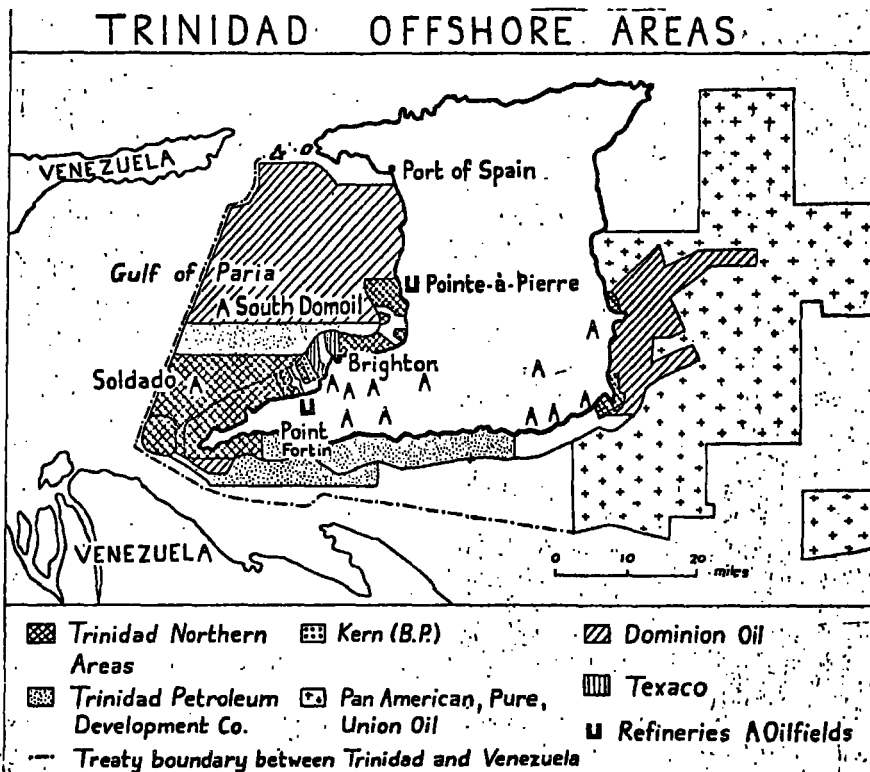 TRINIDAD OFFSHORE AREAS
VENEZUELA
Port of Spain
Gulf of Paria
Pointe-à-Pierre
South Domoil
Brighton
Soldado
Point
Fortin
VENEZUELA
0 10 20
miles
Trinidad Northern
Areas
Kern (B.P.)
Dominion Oil
Trinidad Petroleum
Development Co.
Pan American, Pure,
Union Oil
Texaco
Refineries
Oilfields
Treaty boundary between Trinidad and Venezuela